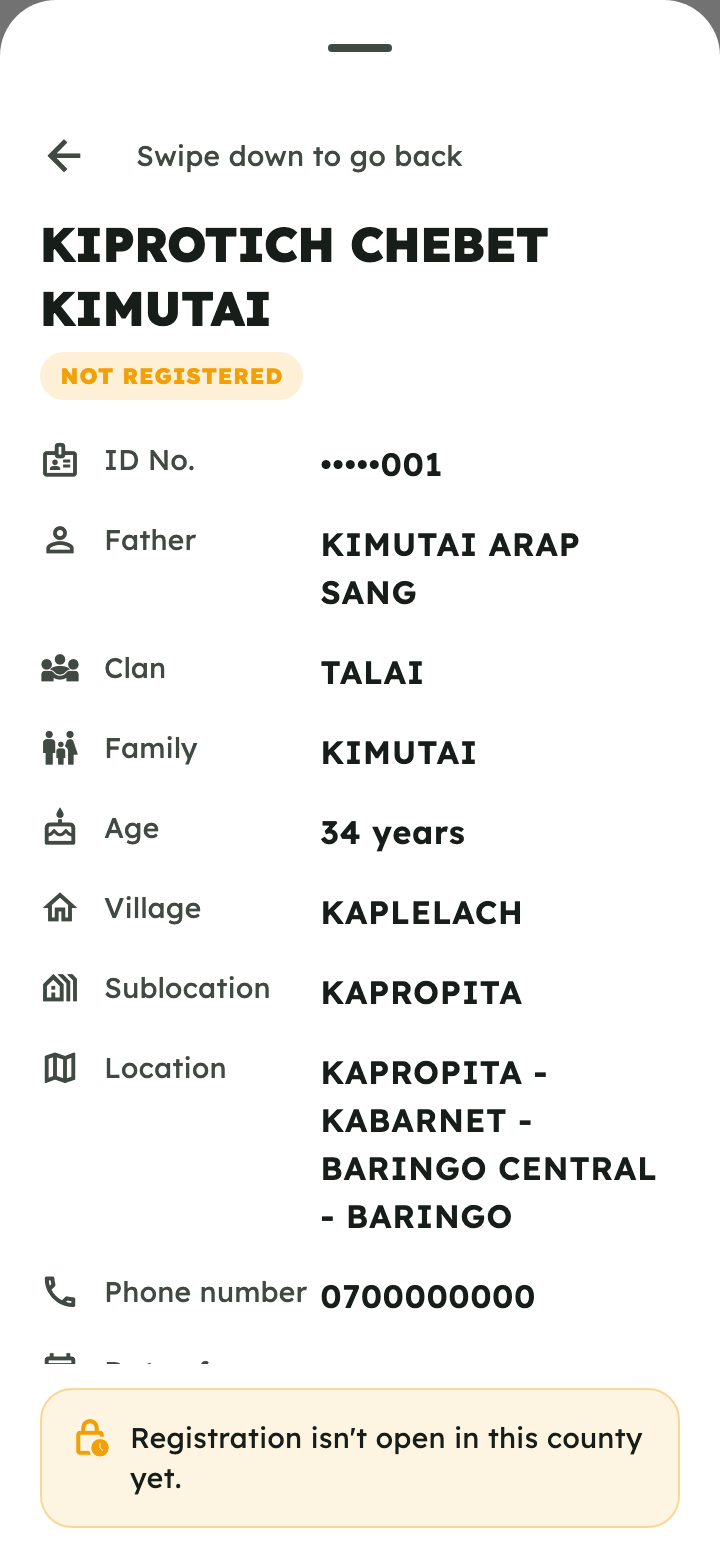 Swipe down to go back
KIPROTICH CHEBET
KIMUTAI
NOT REGISTERED
ID No. •••••001
Father KIMUTAI ARAP
SANG
Clan TALAI
Family KIMUTAI
Age 34 years
Village KAPLELACH
Sublocation KAPROPITA
Location KAPROPITA -
KABARNET -
BARINGO CENTRAL
- BARINGO
Phone number 0700000000
Registration isn't open in this county
yet.